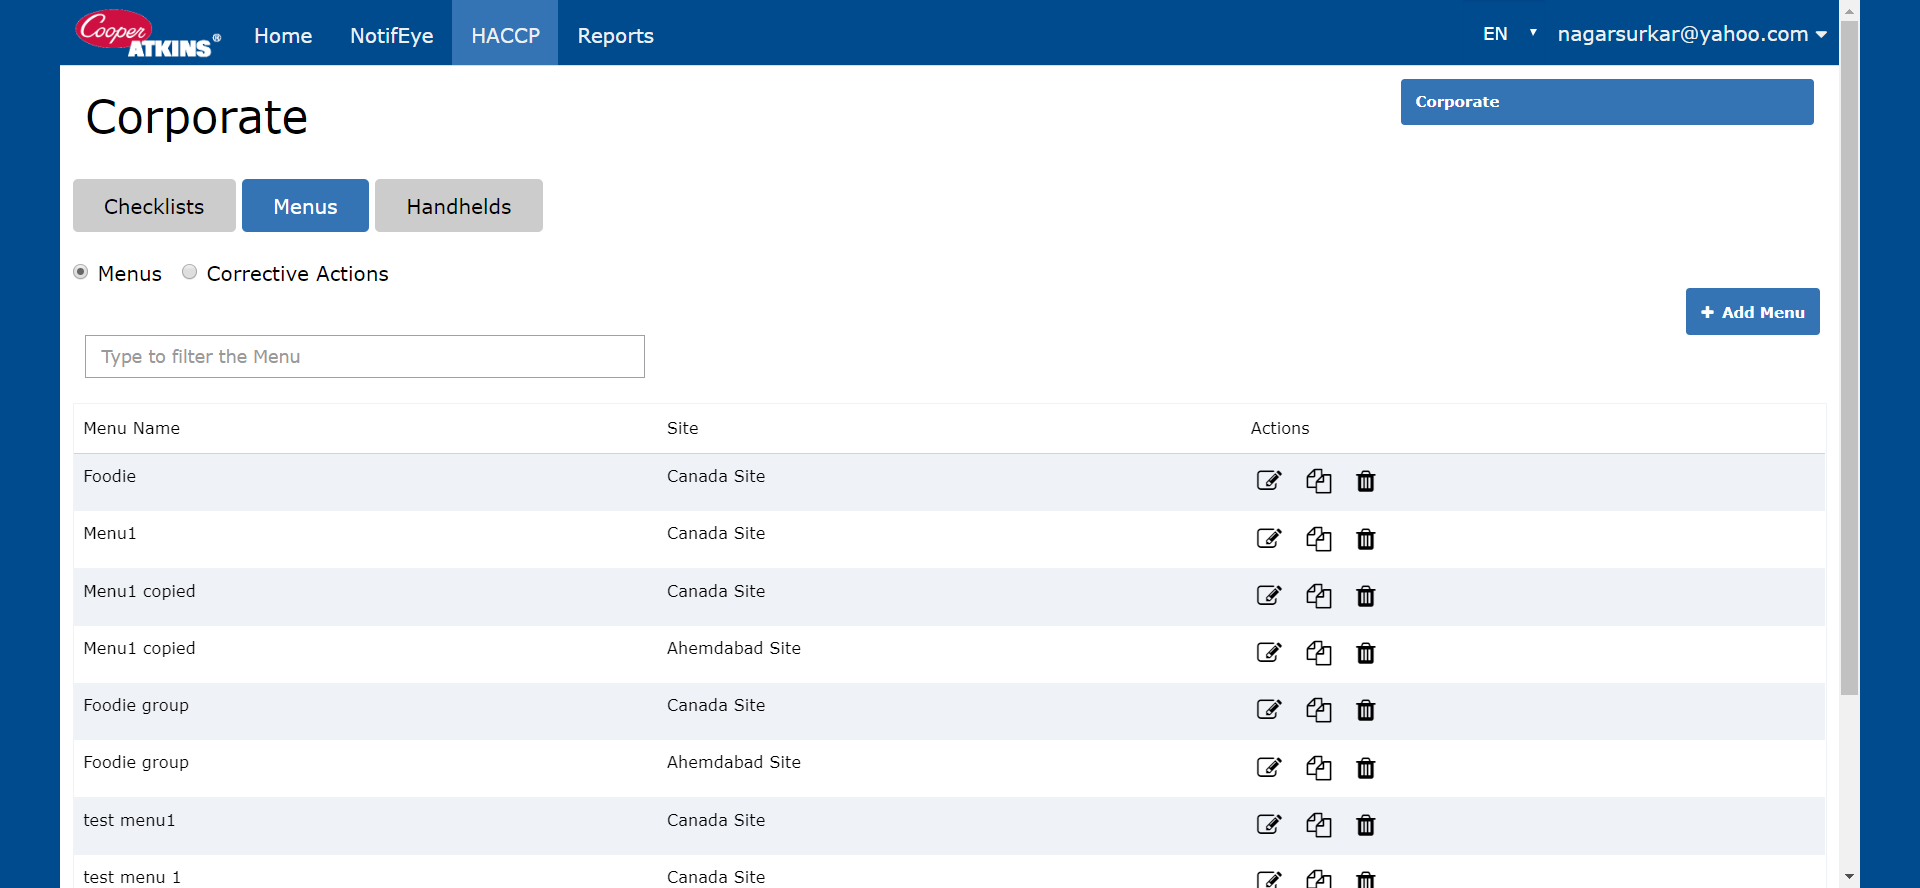 Cooper ATKINS® Home NotifEye HACCP Reports EN nagarsurkar@yahoo.com
Corporate
Corporate
Checklists Menus Handhelds
Menus Corrective Actions
Add Menu
Type to filter the Menu
Menu Name Site Actions
Foodie Canada Site
Menu1 Canada Site
Menu1 copied Canada Site
Menu1 copied Ahemdabad Site
Foodie group Canada Site
Foodie group Ahemdabad Site
test menu1 Canada Site
test menu 1 Canada Site